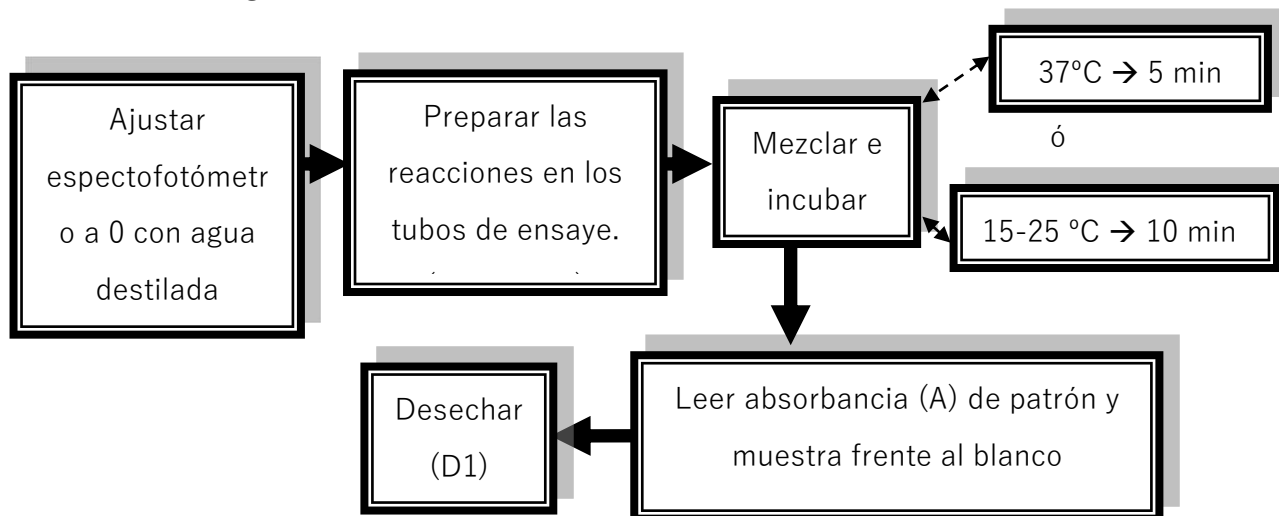 Ajustar
espectofotómetr
o a 0 con agua
destilada
Preparar las
reacciones en los
tubos de ensaye.
Mezclar e
incubar
37ºC → 5 min
ó
15-25 ºC → 10 min
Leer absorbancia (A) de patrón y
muestra frente al blanco
Desechar
(D1)